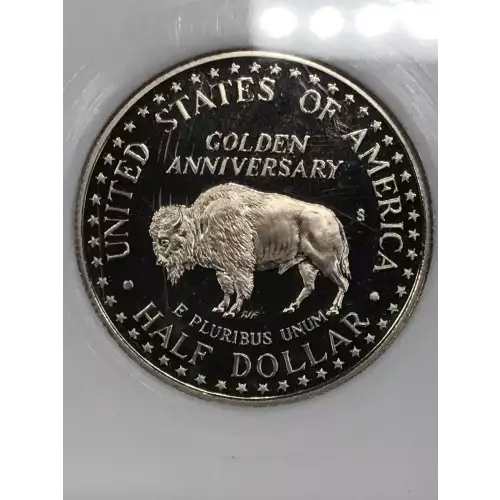 UNITED STATES OF AMERICA
GOLDEN
ANNIVERSARY
S
E PLURIBUS UNUM
HALF DOLLAR